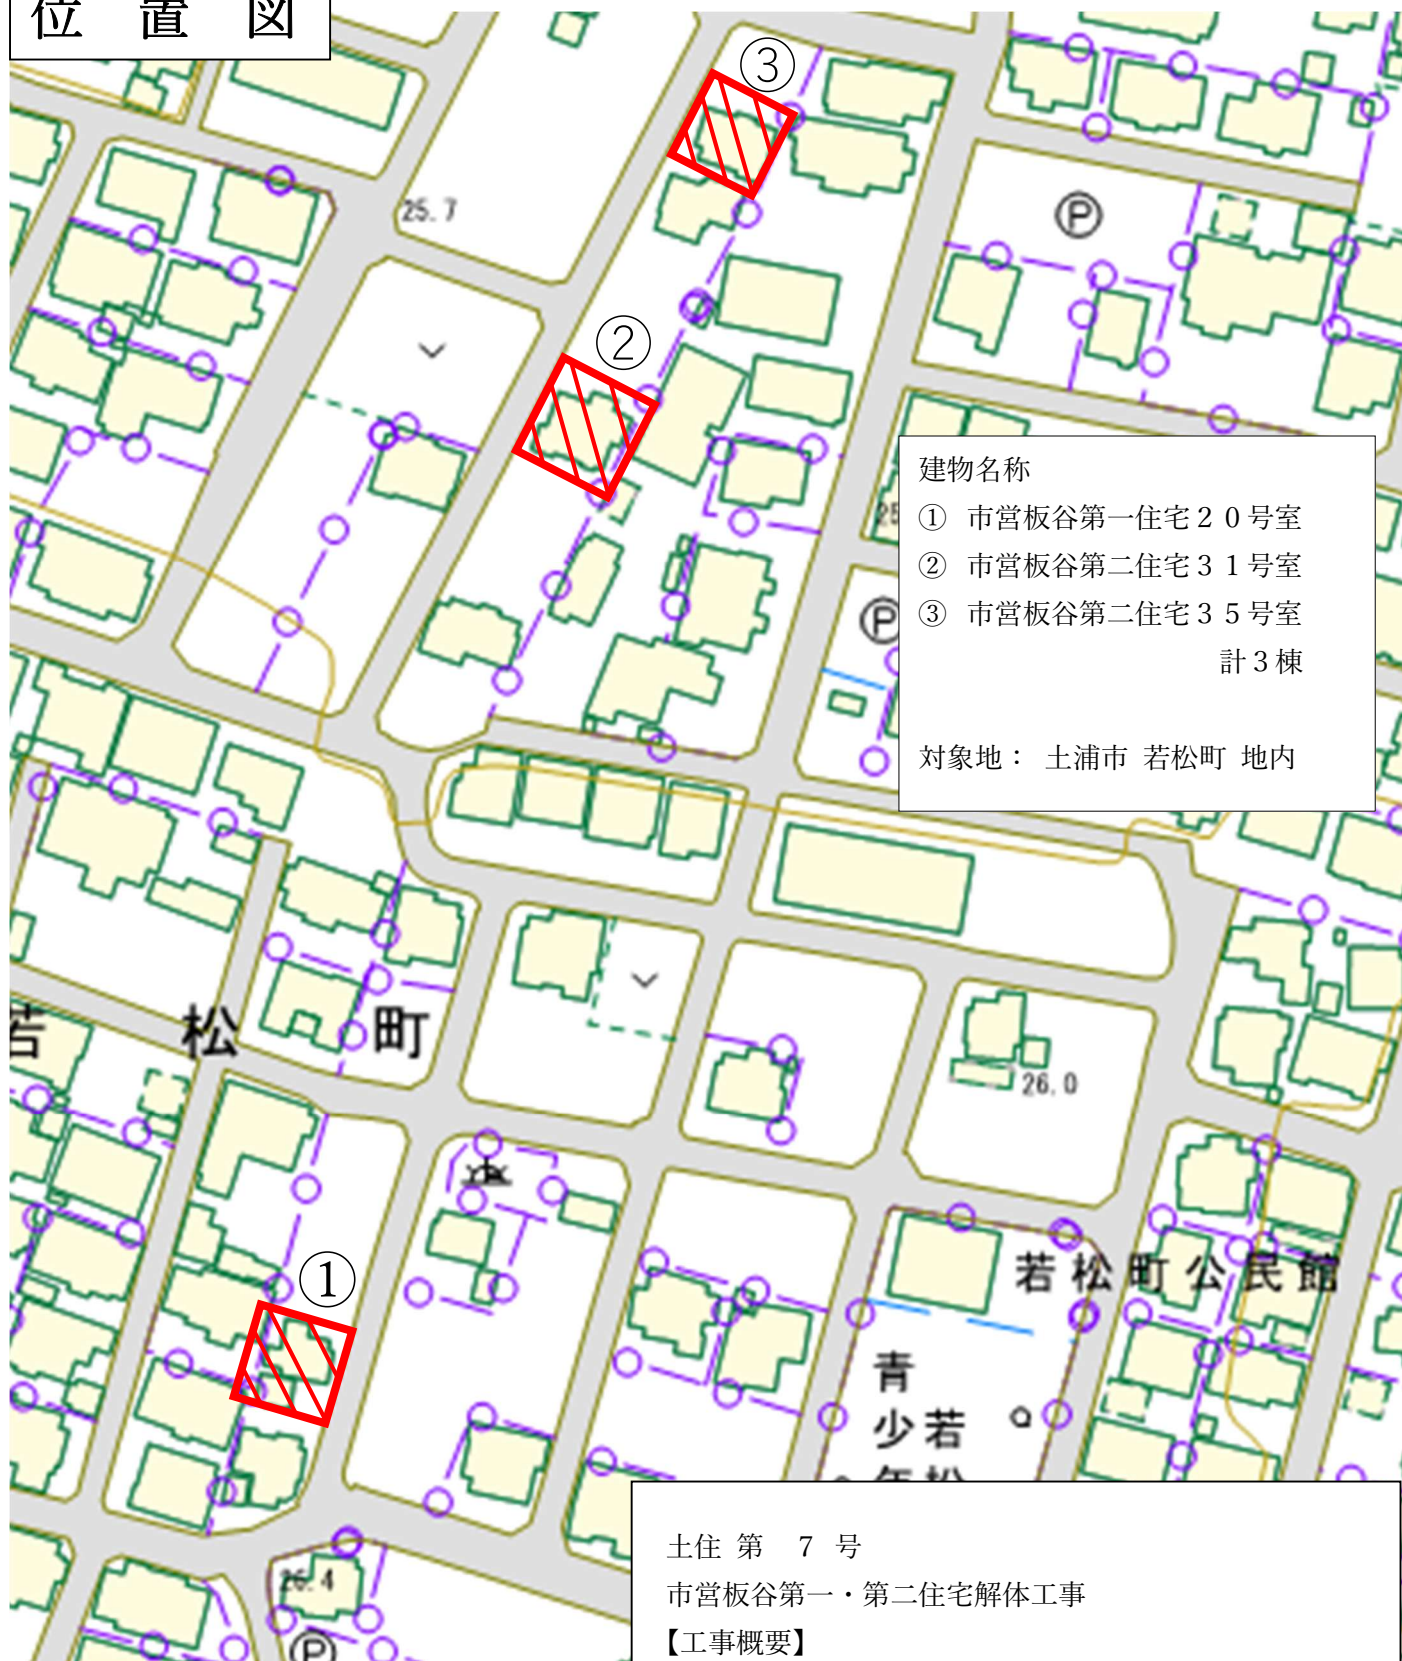 位 置 図
③
25.7
Ⓟ
②
建物名称
① 市営板谷第一住宅２０号室
② 市営板谷第二住宅３１号室
③ 市営板谷第二住宅３５号室
計３棟
対象地： 土浦市 若松町 地内
25
Ⓟ
若 松 町
26.0
①
若松町公民館
青
少 若
年 松
26.4
Ⓟ
土住 第 ７ 号
市営板谷第一・第二住宅解体工事
【工事概要】